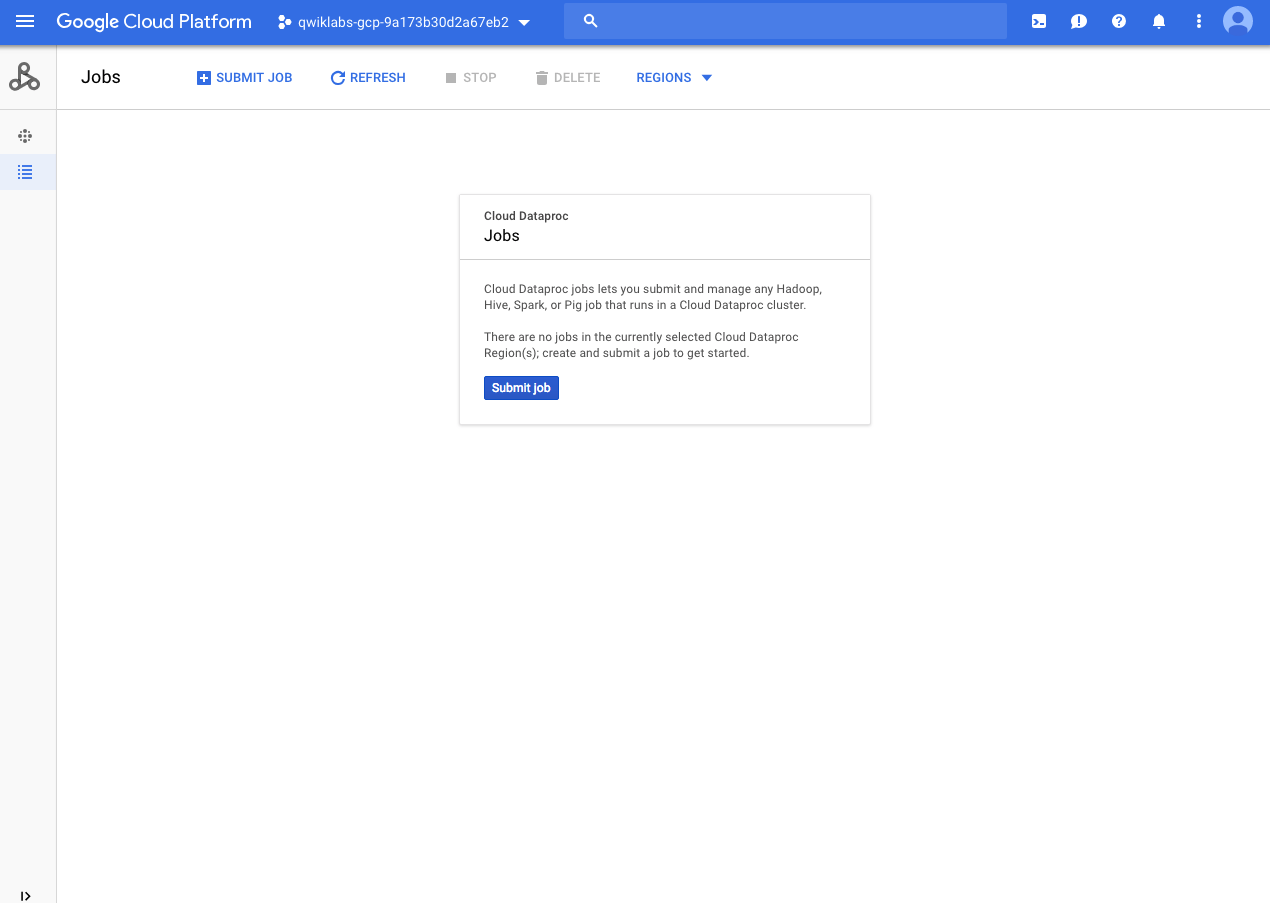 Google Cloud Platform
qwiklabs-gcp-9a173b30d2a67eb2
Jobs
SUBMIT JOB
REFRESH
STOP
DELETE
REGIONS
Cloud Dataproc
Jobs
Cloud Dataproc jobs lets you submit and manage any Hadoop,
Hive, Spark, or Pig job that runs in a Cloud Dataproc cluster.
There are no jobs in the currently selected Cloud Dataproc
Region(s); create and submit a job to get started.
Submit job